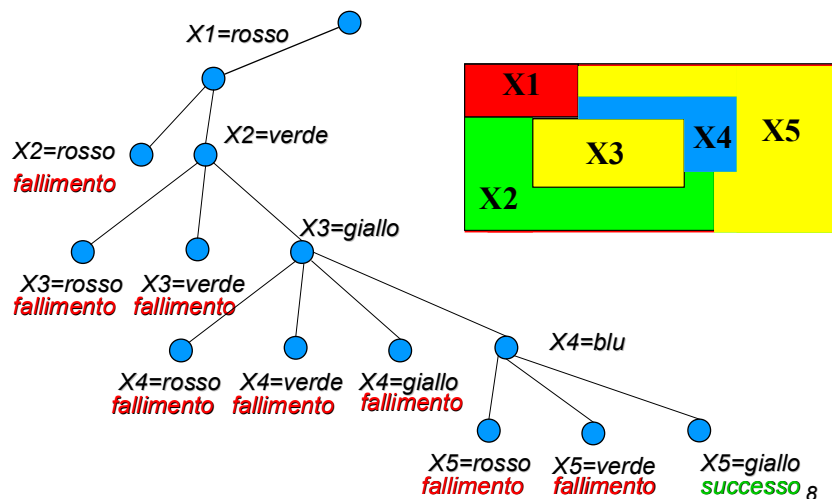 X1=rosso
X1
X5
X4
X3
X2
X2=rosso
fallimento
X2=verde
X3=giallo
X3=rosso
fallimento
X3=verde
fallimento
X4=blu
X4=rosso
fallimento
X4=verde
fallimento
X4=giallo
fallimento
X5=rosso
fallimento
X5=verde
fallimento
X5=giallo
successo
8